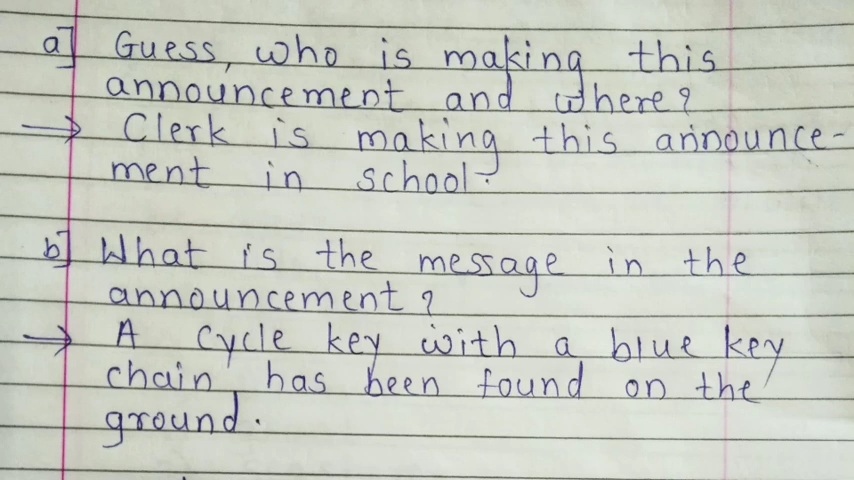 a] Guess, who is making this
announcement and where?
→ Clerk is making this announce-
ment in school.
b] What is the message in the
announcement?
→ A cycle key with a blue key
chain has been found on the
ground.